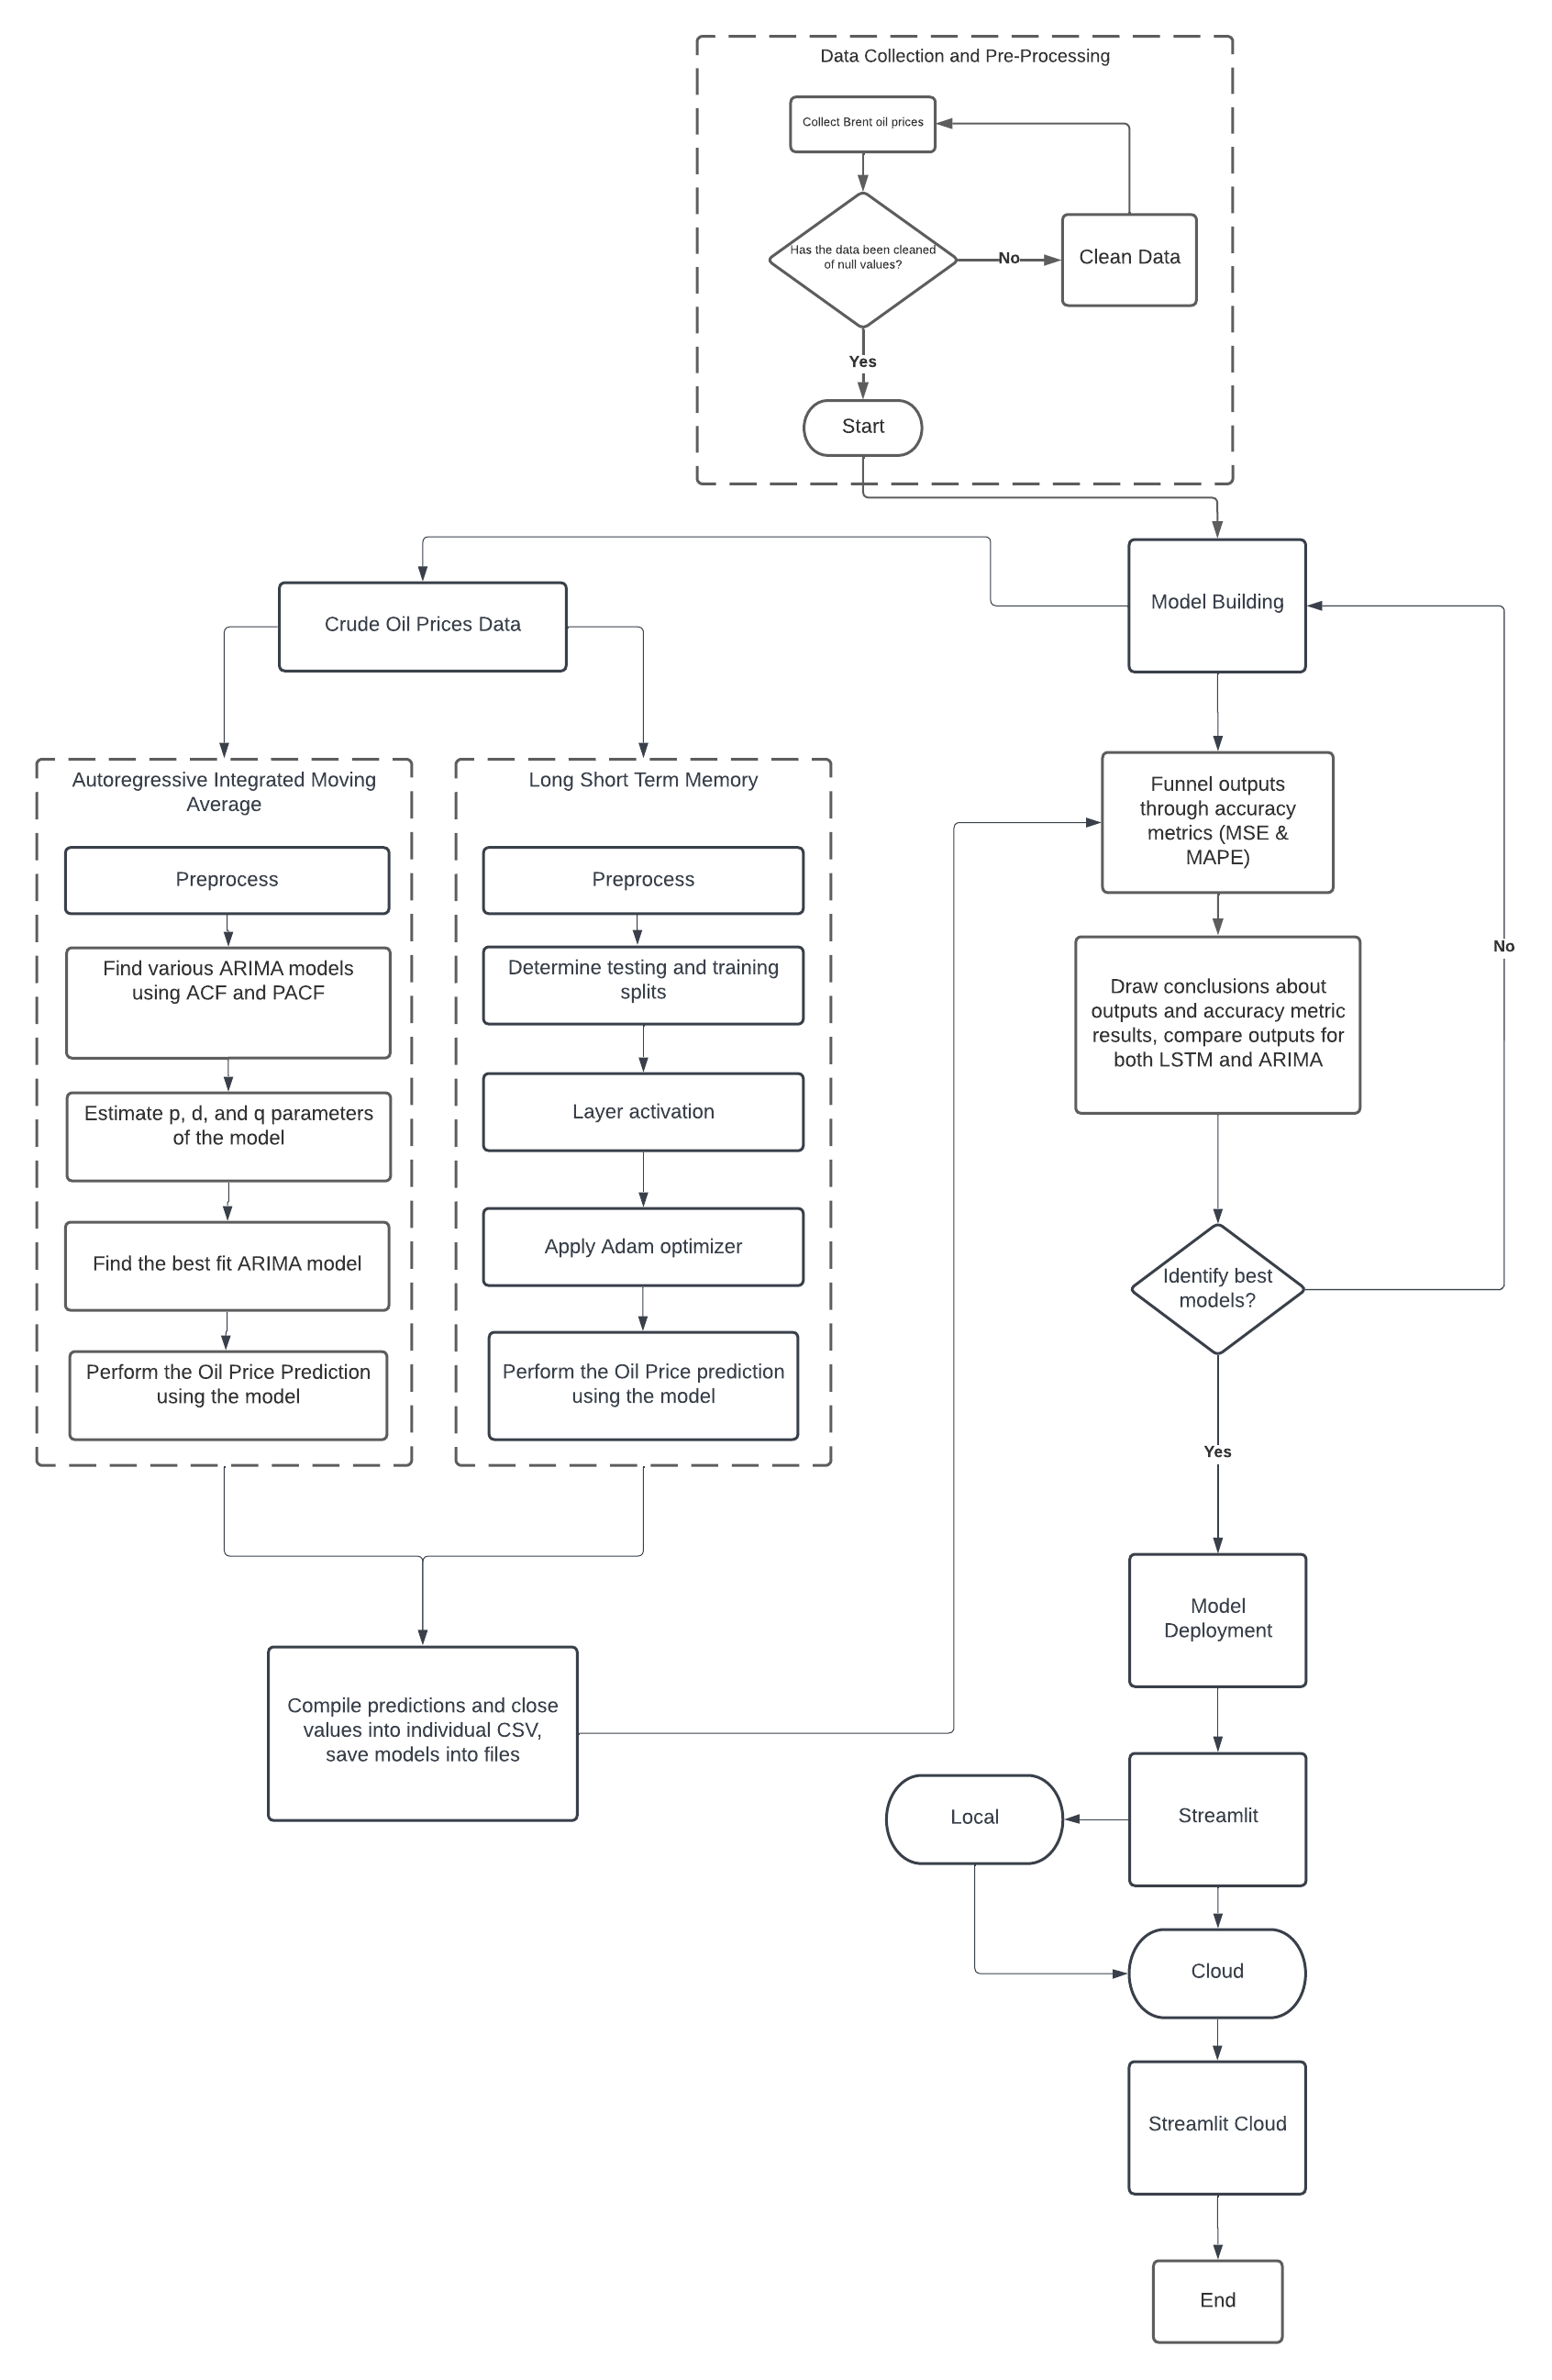 Data Collection and Pre-Processing
Collect Brent oil prices
Has the data been cleaned
of null values?
No
Clean Data
Yes
Start
Model Building
Crude Oil Prices Data
Autoregressive Integrated Moving
Average
Preprocess
Find various ARIMA models
using ACF and PACF
Estimate p, d, and q parameters
of the model
Find the best fit ARIMA model
Perform the Oil Price Prediction
using the model
Long Short Term Memory
Preprocess
Determine testing and training
splits
Layer activation
Apply Adam optimizer
Perform the Oil Price prediction
using the model
Compile predictions and close
values into individual CSV,
save models into files
Funnel outputs
through accuracy
metrics (MSE &
MAPE)
Draw conclusions about
outputs and accuracy metric
results, compare outputs for
both LSTM and ARIMA
No
Identify best
models?
Yes
Model
Deployment
Streamlit
Local
Cloud
Streamlit Cloud
End